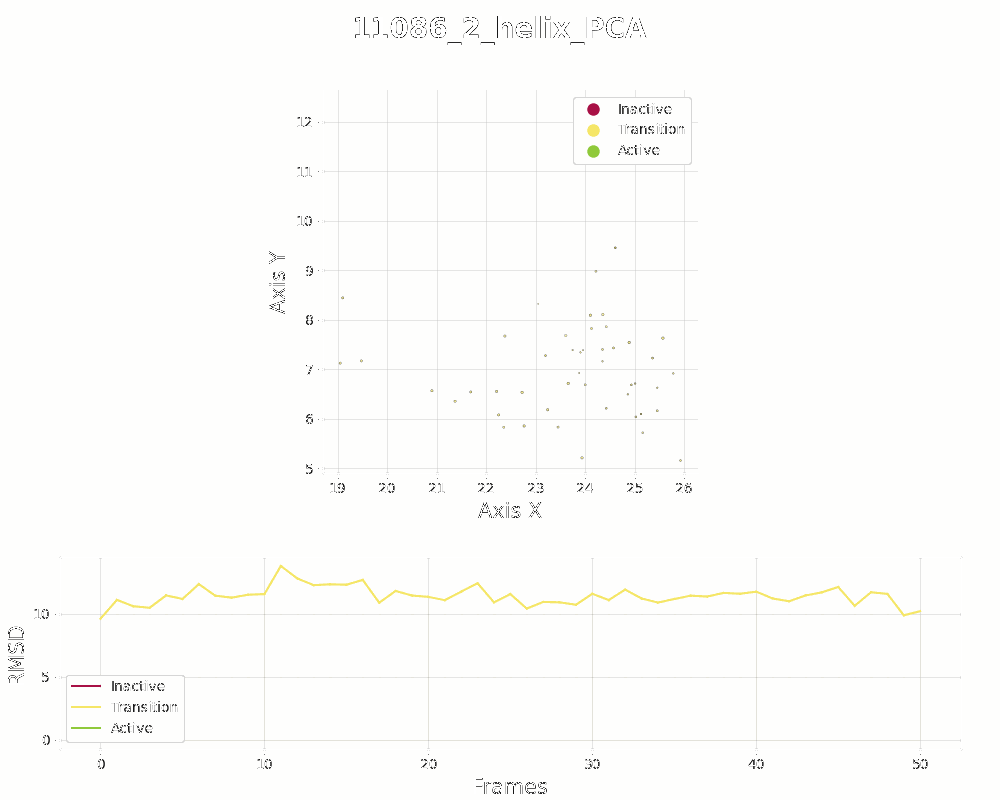 11086_2_helix_PCA
Inactive
Transition
Active
12
11
10
9
8
7
6
5
Axis Y
19 20 21 22 23 24 25 26
Axis X
10
5
0
RMSD
Inactive
Transition
Active
0 10 20 30 40 50
Frames